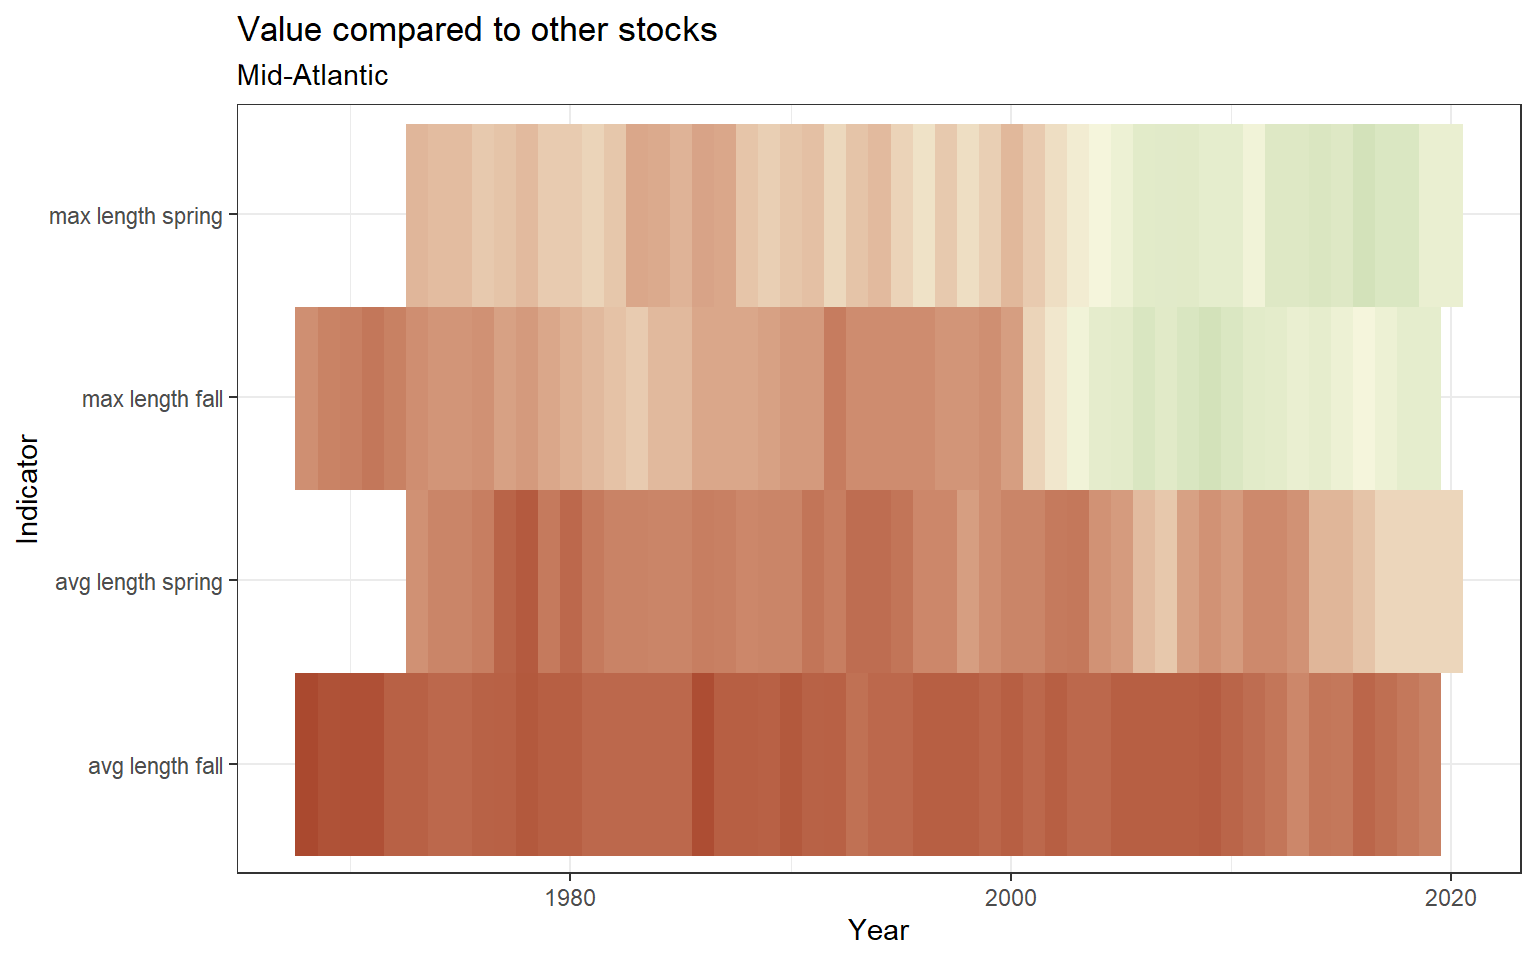 Value compared to other stocks
Mid-Atlantic
max length spring
max length fall
avg length spring
avg length fall
Indicator
1980
2000
2020
Year